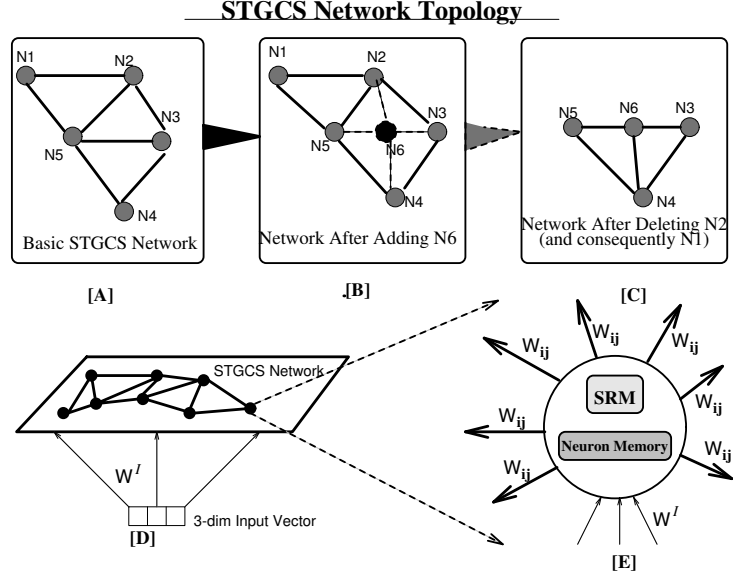 STGCS Network Topology
N1
N2
N3
N5
N4
Basic STGCS Network
[A]
N1
N2
N3
N5
N6
N4
Network After Adding N6
.[B]
N5
N6
N3
N4
Network After Deleting N2
(and consequently N1)
[C]
STGCS Network
W^I
3-dim Input Vector
[D]
W_ij
W_ij
W_ij
W_ij
W_ij
W_ij
W_ij
SRM
Neuron Memory
W^I
[E]